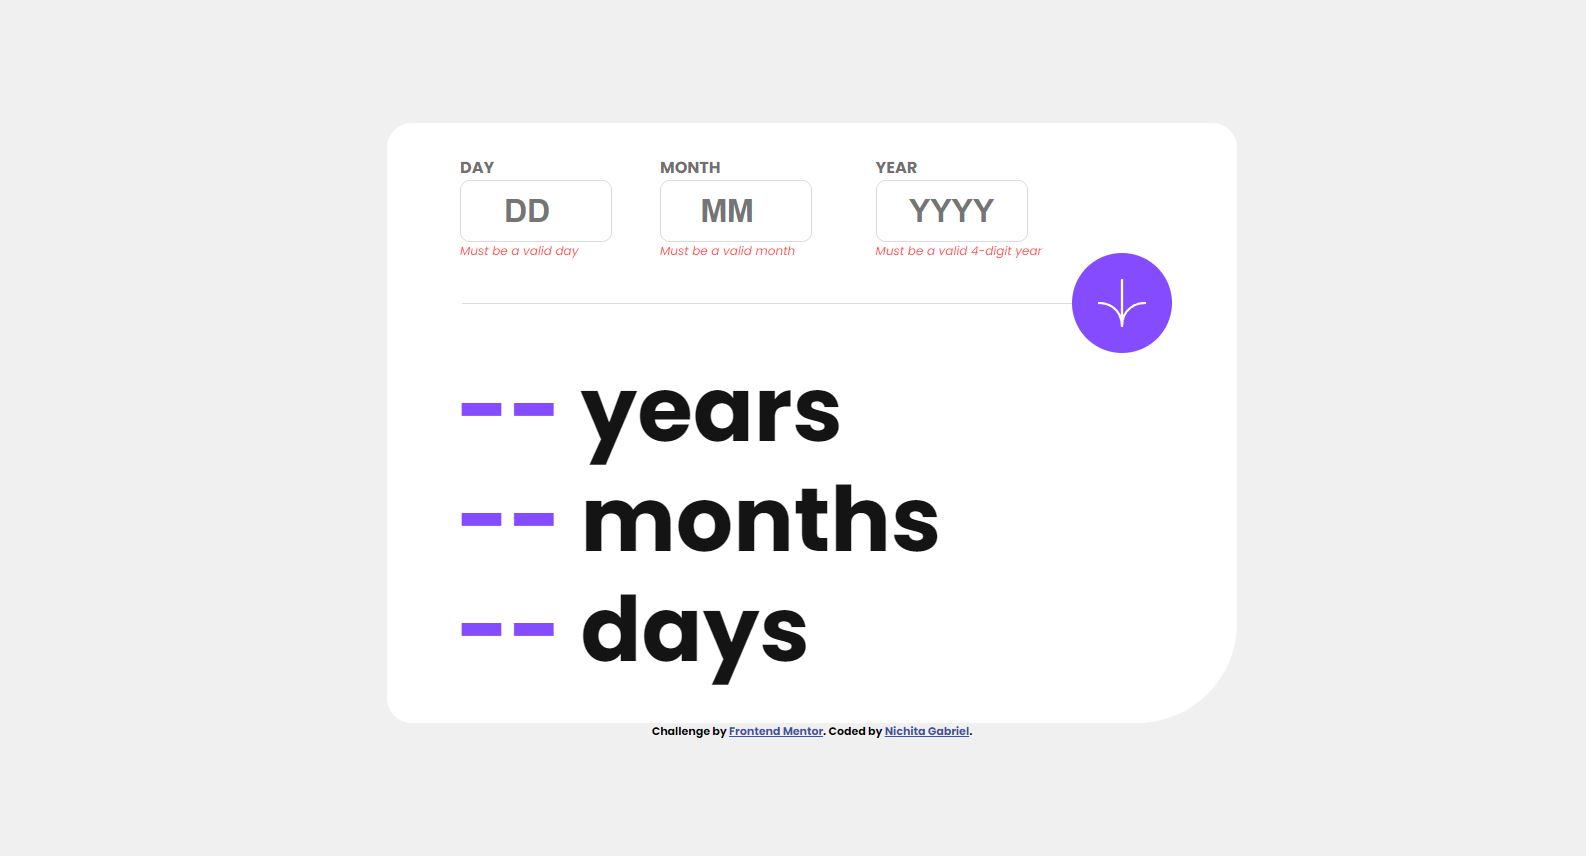 DAY MONTH YEAR
DD MM YYYY
Must be a valid day Must be a valid month Must be a valid 4-digit year
-- years
-- months
-- days
Challenge by Frontend Mentor. Coded by Nichita Gabriel.